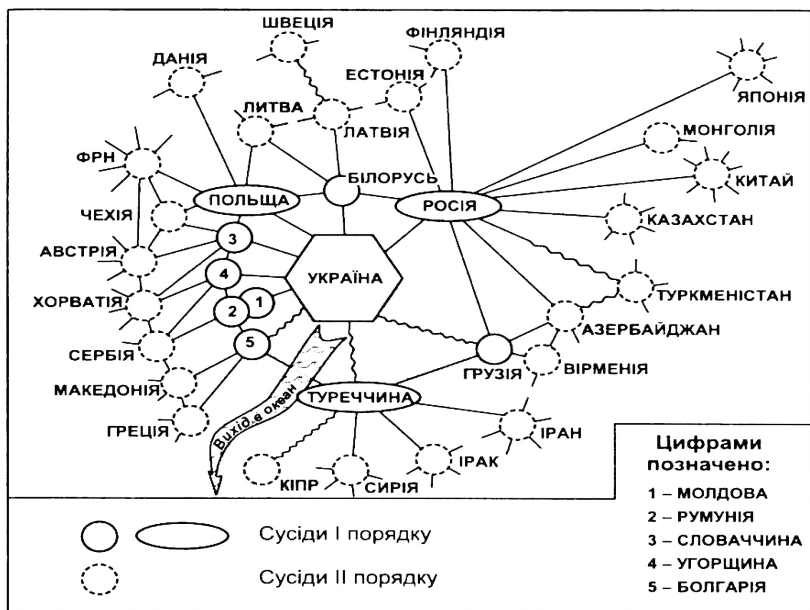 ШВЕЦІЯ
ФІНЛЯНДІЯ
ДАНІЯ
ЕСТОНІЯ
ЯПОНІЯ
ЛИТВА
ЛАТВІЯ
МОНГОЛІЯ
ФРН
БІЛОРУСЬ
КИТАЙ
ПОЛЬЩА
РОСІЯ
ЧЕХІЯ
КАЗАХСТАН
АВСТРІЯ
3
УКРАЇНА
4
ХОРВАТІЯ
1
2
ТУРКМЕНІСТАН
АЗЕРБАЙДЖАН
СЕРБІЯ
5
ГРУЗІЯ
ВІРМЕНІЯ
МАКЕДОНІЯ
ТУРЕЧЧИНА
ГРЕЦІЯ
Вихід в океан
ІРАН
ІРАК
КІПР
СИРІЯ
Цифрами
позначено:
1 – МОЛДОВА
2 – РУМУНІЯ
3 – СЛОВАЧЧИНА
4 – УГОРЩИНА
5 – БОЛГАРІЯ
Сусіди І порядку
Сусіди ІІ порядку